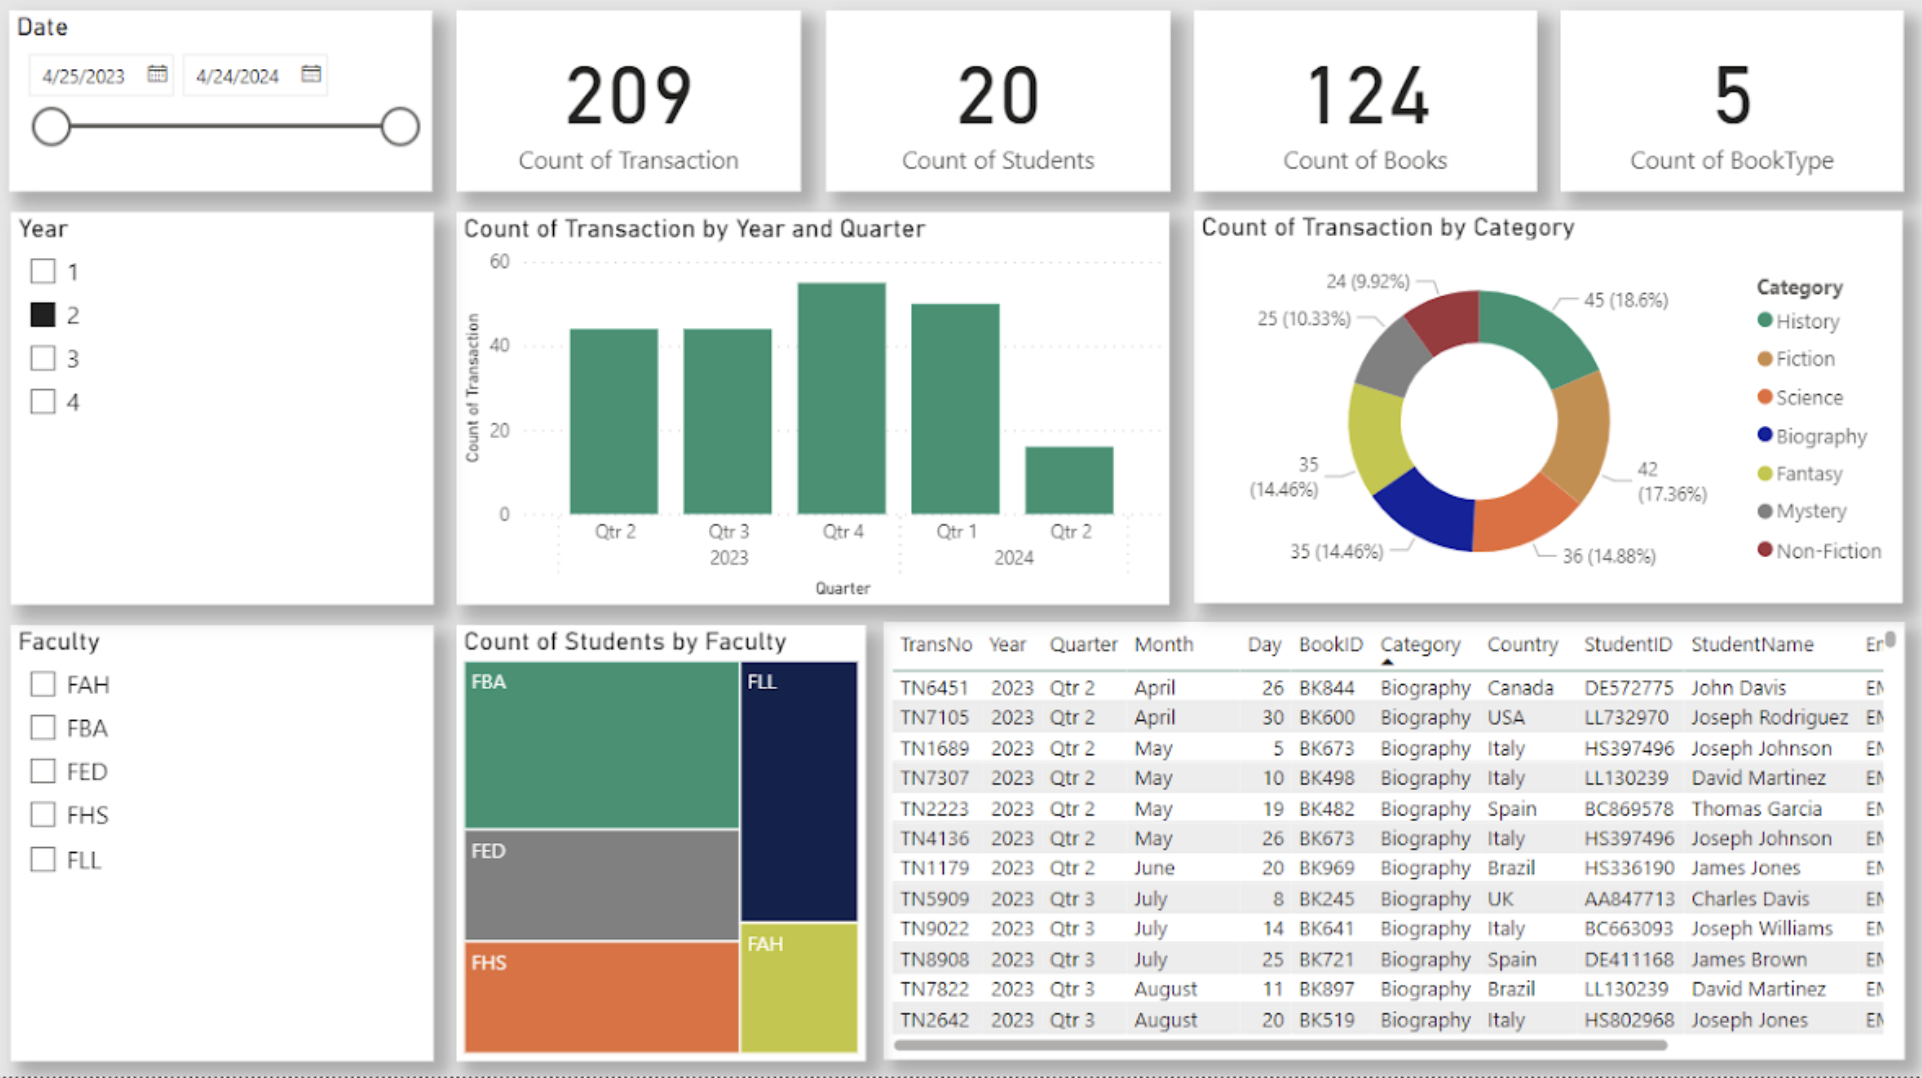 Date
4/25/2023 4/24/2024
209
Count of Transaction
20
Count of Students
124
Count of Books
5
Count of BookType
Year
1
2
3
4
Count of Transaction by Year and Quarter
Count of Transaction
60
40
20
0
Qtr 2 Qtr 3 Qtr 4 Qtr 1 Qtr 2
2023 2024
Quarter
Count of Transaction by Category
24 (9.92%)
45 (18.6%)
25 (10.33%)
35
(14.46%)
42
(17.36%)
35 (14.46%)
36 (14.88%)
Category
History
Fiction
Science
Biography
Fantasy
Mystery
Non-Fiction
Faculty
FAH
FBA
FED
FHS
FLL
Count of Students by Faculty
FBA
FLL
FED
FAH
FHS
TransNo Year Quarter Month Day BookID Category Country StudentID StudentName
TN6451 2023 Qtr 2 April 26 BK844 Biography Canada DE572775 John Davis
TN7105 2023 Qtr 2 April 30 BK600 Biography USA LL732970 Joseph Rodriguez
TN1689 2023 Qtr 2 May 5 BK673 Biography Italy HS397496 Joseph Johnson
TN7307 2023 Qtr 2 May 10 BK498 Biography Italy LL130239 David Martinez
TN2223 2023 Qtr 2 May 19 BK482 Biography Spain BC869578 Thomas Garcia
TN4136 2023 Qtr 2 May 26 BK673 Biography Italy HS397496 Joseph Johnson
TN1179 2023 Qtr 2 June 20 BK969 Biography Brazil HS336190 James Jones
TN5909 2023 Qtr 3 July 8 BK245 Biography UK AA847713 Charles Davis
TN9022 2023 Qtr 3 July 14 BK641 Biography Italy BC663093 Joseph Williams
TN8908 2023 Qtr 3 July 25 BK721 Biography Spain DE411168 James Brown
TN7822 2023 Qtr 3 August 11 BK897 Biography Brazil LL130239 David Martinez
TN2642 2023 Qtr 3 August 20 BK519 Biography Italy HS802968 Joseph Jones